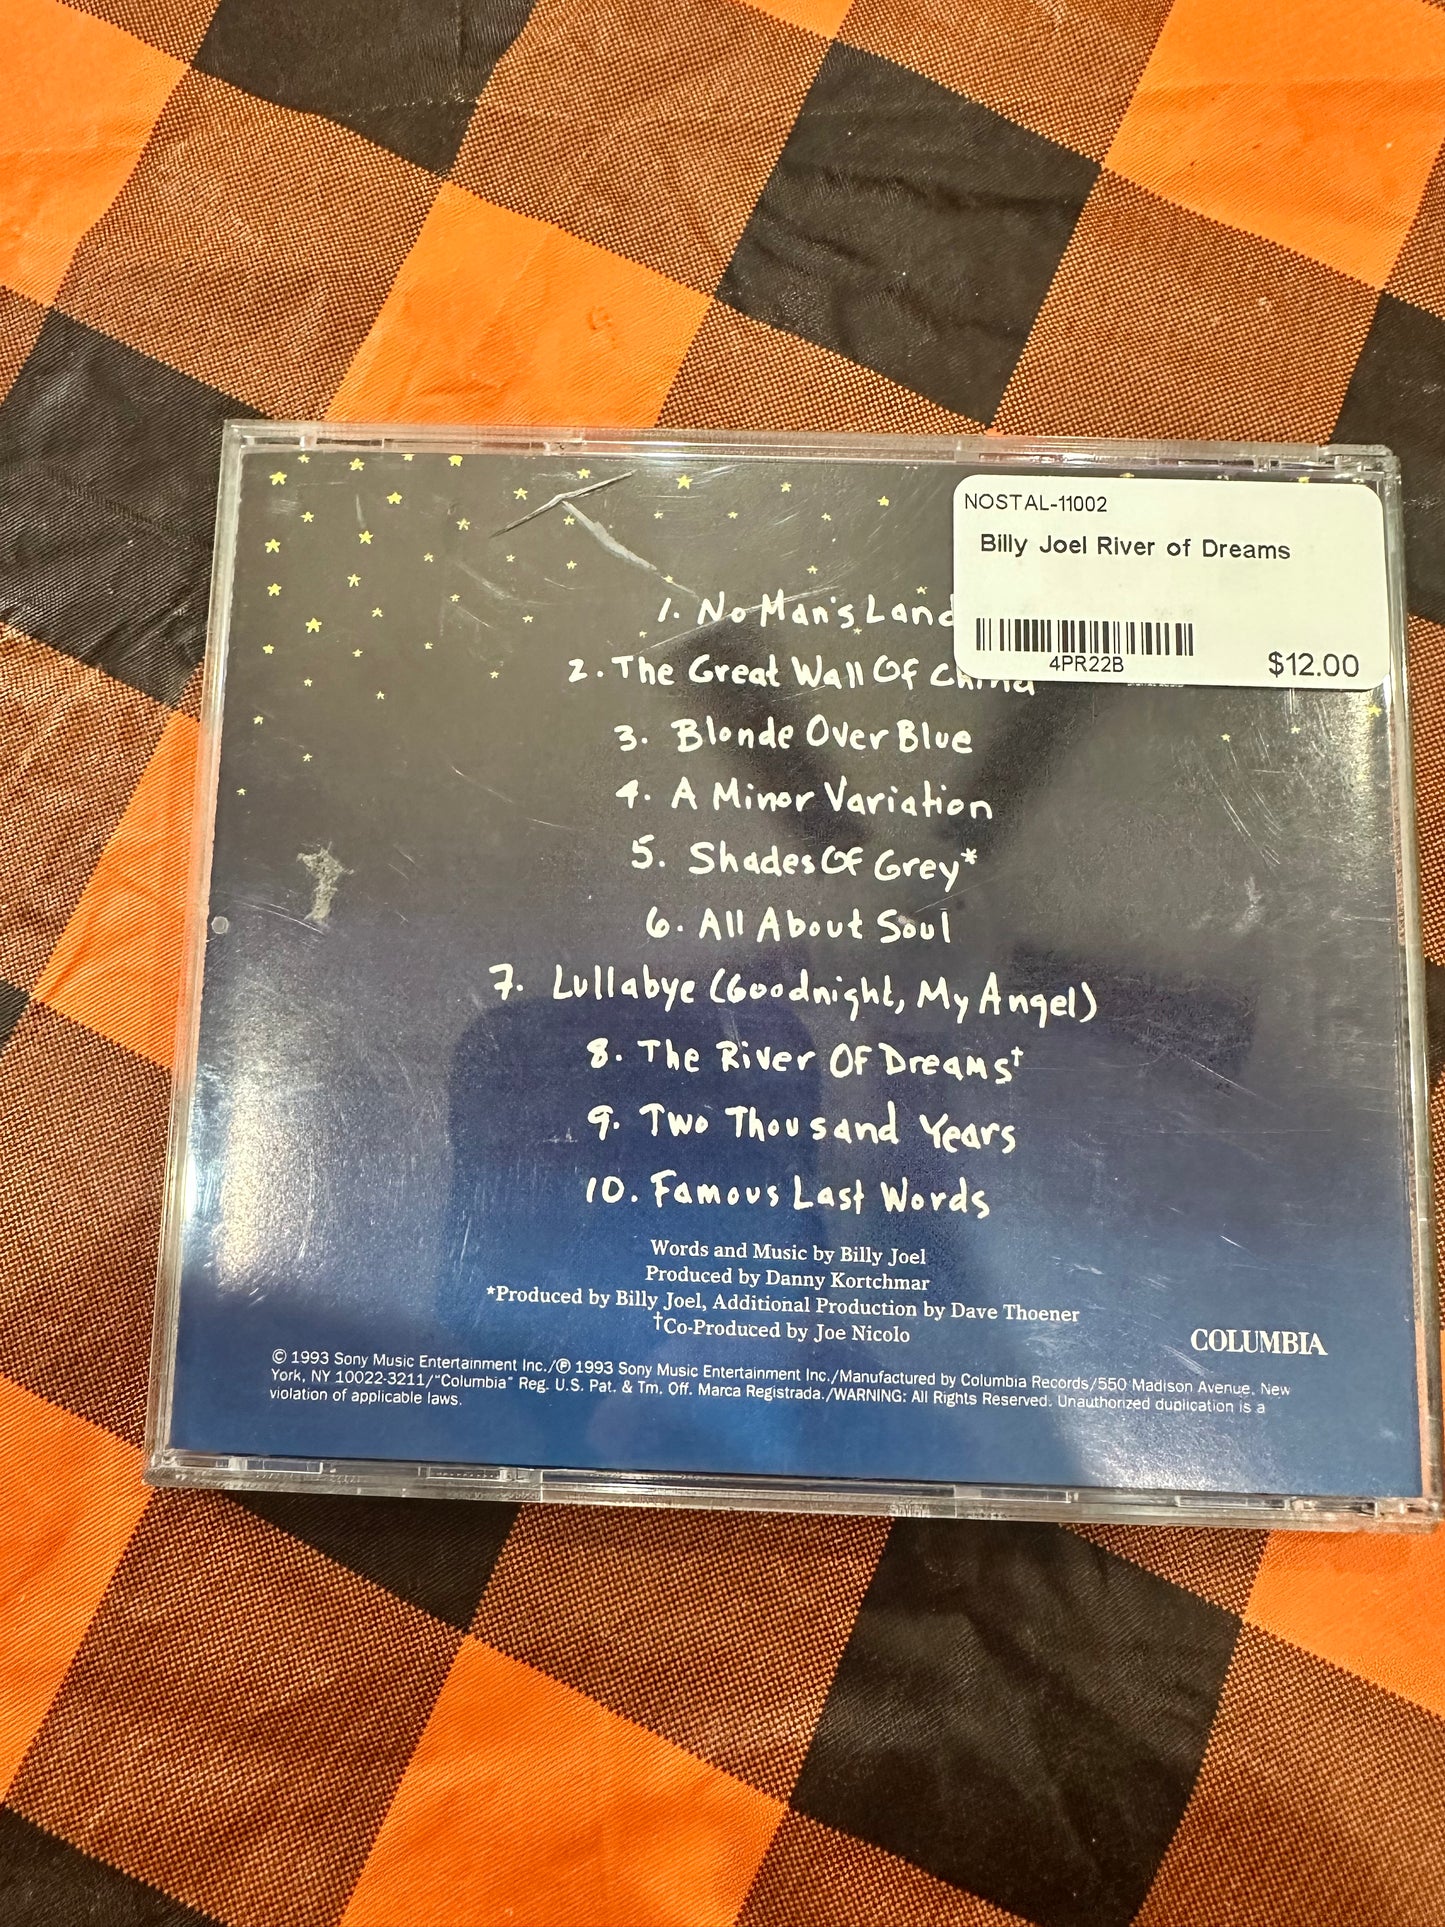 NOSTAL-11002
Billy Joel River of Dreams
4PR22B
$12.00
1. No Man's Land
2. The Great Wall Of China
3. Blonde Over Blue
4. A Minor Variation
5. Shades Of Grey*
6. All About Soul
7. Lullabye (Goodnight, My Angel)
8. The River Of Dreams†
9. Two Thousand Years
10. Famous Last Words
Words and Music by Billy Joel
Produced by Danny Kortchmar
*Produced by Billy Joel, Additional Production by Dave Thoener
†Co-Produced by Joe Nicolo
COLUMBIA
© 1993 Sony Music Entertainment Inc./℗ 1993 Sony Music Entertainment Inc./Manufactured by Columbia Records/550 Madison Avenue, New
York, NY 10022-3211/"Columbia" Reg. U.S. Pat. & Tm. Off. Marca Registrada./WARNING: All Rights Reserved. Unauthorized duplication is a
violation of applicable laws.